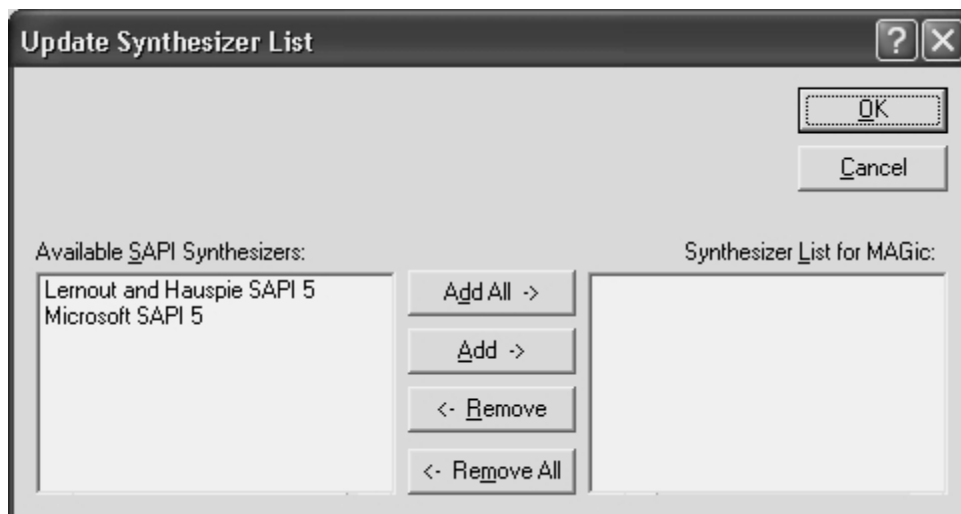 Update Synthesizer List
?
OK
Cancel
Available SAPI Synthesizers:
Synthesizer List for MAGic:
Lernout and Hauspie SAPI 5
Microsoft SAPI 5
Add All ->
Add ->
<- Remove
<- Remove All